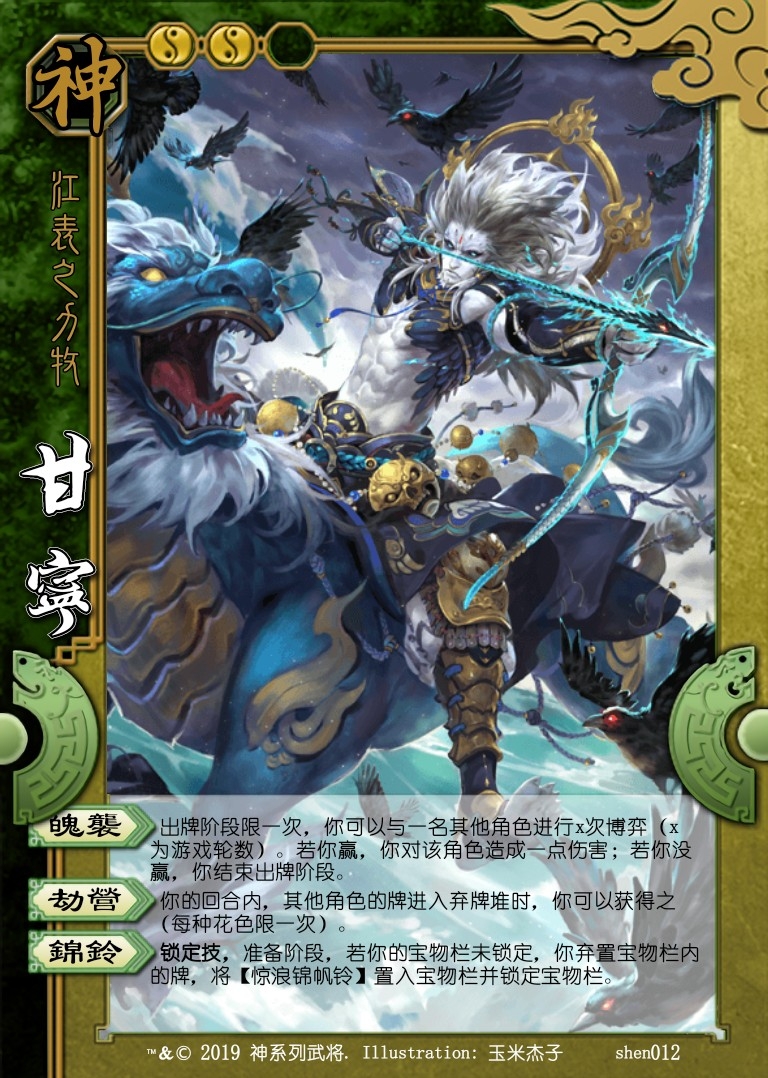 神
江表之力牧
甘寧
魄襲
出牌阶段限一次，你可以与一名其他角色进行x次博弈（x
为游戏轮数）。若你赢，你对该角色造成一点伤害；若你没
赢，你结束出牌阶段。
劫營
你的回合内，其他角色的牌进入弃牌堆时，你可以获得之
（每种花色限一次）。
錦鈴
锁定技，准备阶段，若你的宝物栏未锁定，你弃置宝物栏内
的牌，将【惊浪锦帆铃】置入宝物栏并锁定宝物栏。
™&© 2019 神系列武将. Illustration: 玉米杰子 shen012